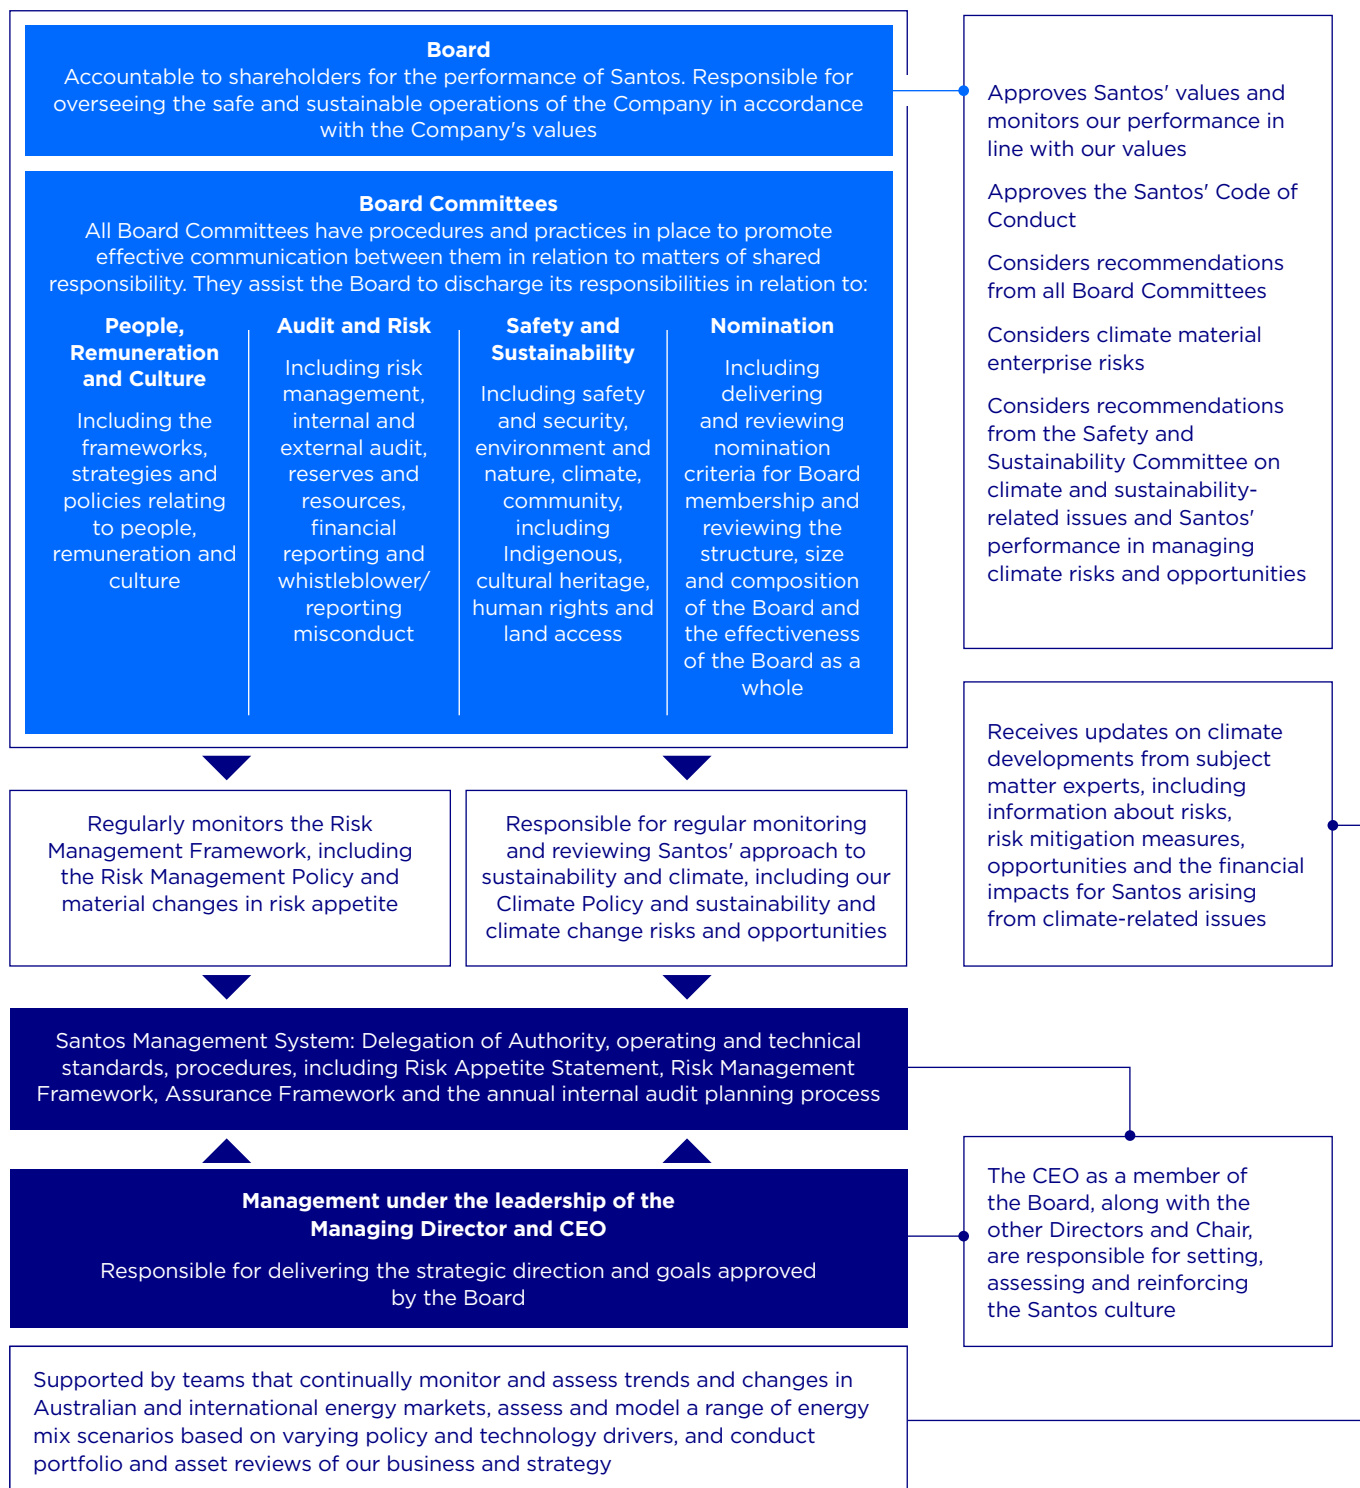 Board
Accountable to shareholders for the performance of Santos. Responsible for
overseeing the safe and sustainable operations of the Company in accordance
with the Company's values
Board Committees
All Board Committees have procedures and practices in place to promote
effective communication between them in relation to matters of shared
responsibility. They assist the Board to discharge its responsibilities in relation to:
People,
Remuneration
and Culture
Including the
frameworks,
strategies and
policies relating
to people,
remuneration and
culture
Audit and Risk
Including risk
management,
internal and
external audit,
reserves and
resources,
financial
reporting and
whistleblower/
reporting
misconduct
Safety and
Sustainability
Including safety
and security,
environment and
nature, climate,
community,
including
Indigenous,
cultural heritage,
human rights and
land access
Nomination
Including
delivering
and reviewing
nomination
criteria for Board
membership and
reviewing the
structure, size
and composition
of the Board and
the effectiveness
of the Board as a
whole
Approves Santos' values and
monitors our performance in
line with our values
Approves the Santos' Code of
Conduct
Considers recommendations
from all Board Committees
Considers climate material
enterprise risks
Considers recommendations
from the Safety and
Sustainability Committee on
climate and sustainability-
related issues and Santos'
performance in managing
climate risks and opportunities
Regularly monitors the Risk
Management Framework, including
the Risk Management Policy and
material changes in risk appetite
Responsible for regular monitoring
and reviewing Santos' approach to
sustainability and climate, including our
Climate Policy and sustainability and
climate change risks and opportunities
Receives updates on climate
developments from subject
matter experts, including
information about risks,
risk mitigation measures,
opportunities and the financial
impacts for Santos arising
from climate-related issues
Santos Management System: Delegation of Authority, operating and technical
standards, procedures, including Risk Appetite Statement, Risk Management
Framework, Assurance Framework and the annual internal audit planning process
Management under the leadership of the
Managing Director and CEO
Responsible for delivering the strategic direction and goals approved
by the Board
The CEO as a member of
the Board, along with the
other Directors and Chair,
are responsible for setting,
assessing and reinforcing
the Santos culture
Supported by teams that continually monitor and assess trends and changes in
Australian and international energy markets, assess and model a range of energy
mix scenarios based on varying policy and technology drivers, and conduct
portfolio and asset reviews of our business and strategy